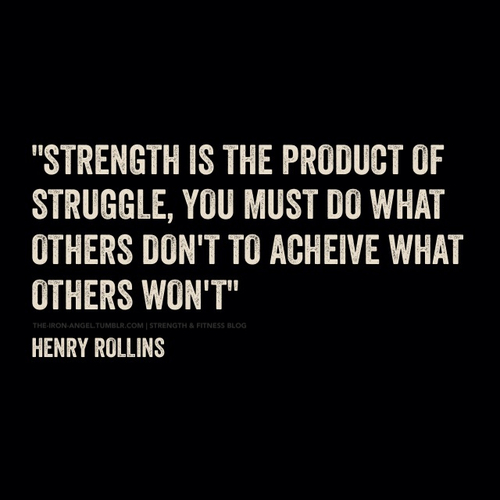 "STRENGTH IS THE PRODUCT OF
STRUGGLE, YOU MUST DO WHAT
OTHERS DON'T TO ACHEIVE WHAT
OTHERS WON'T"
THE-IRON-ANGEL.TUMBLR.COM | STRENGTH & FITNESS BLOG
HENRY ROLLINS